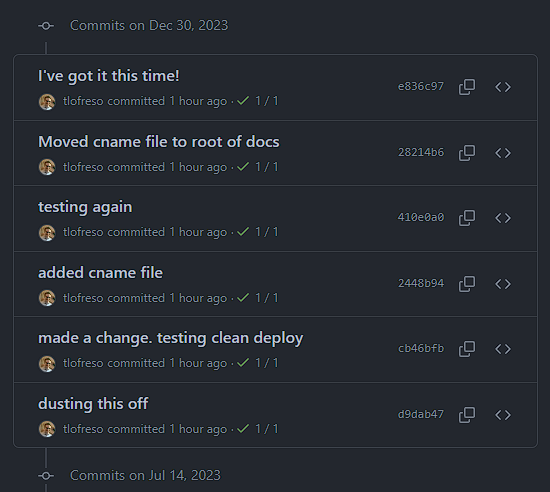 Commits on Dec 30, 2023
I've got it this time!
tlofreso committed 1 hour ago · ✓ 1 / 1
e836c97
Moved cname file to root of docs
tlofreso committed 1 hour ago · ✓ 1 / 1
28214b6
testing again
tlofreso committed 1 hour ago · ✓ 1 / 1
410e0a0
added cname file
tlofreso committed 1 hour ago · ✓ 1 / 1
2448b94
made a change. testing clean deploy
tlofreso committed 1 hour ago · ✓ 1 / 1
cb46bfb
dusting this off
tlofreso committed 1 hour ago · ✓ 1 / 1
d9dab47
Commits on Jul 14, 2023